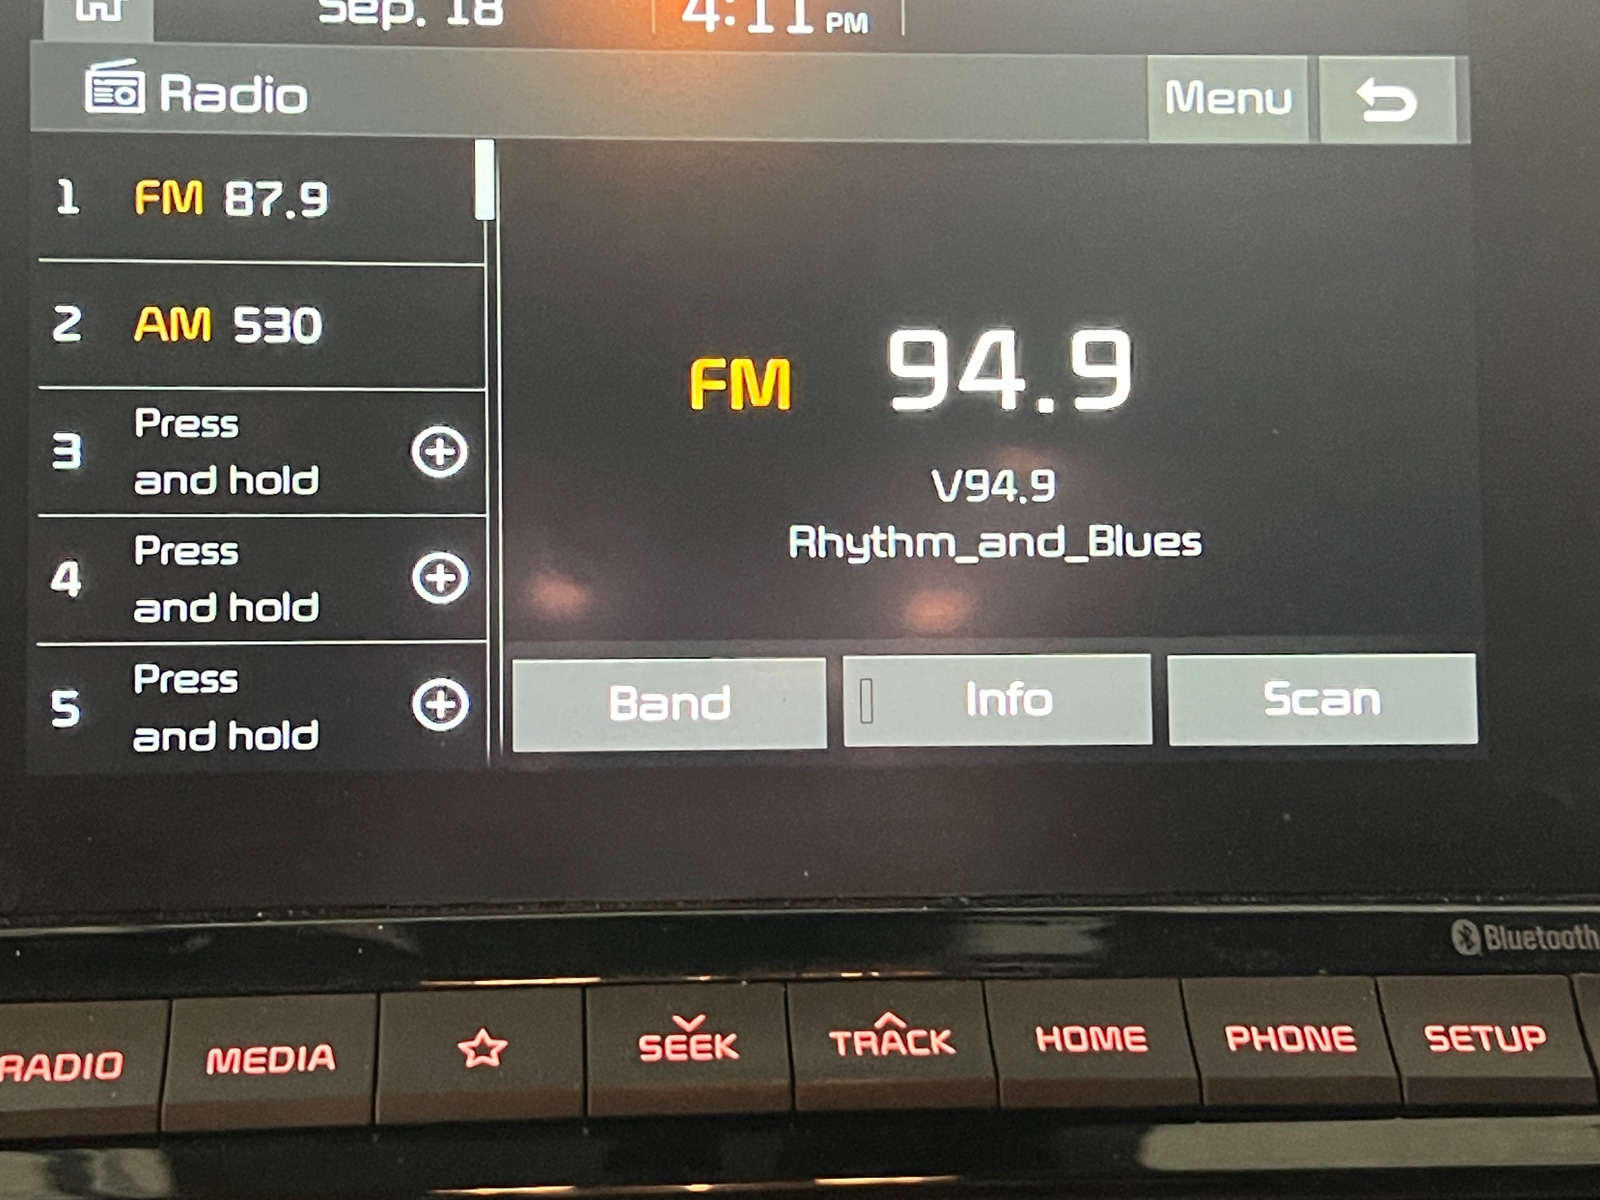 Sep. 18 4:11 PM
Radio Menu
1 FM 87.9
2 AM 530
3 Press and hold
4 Press and hold
5 Press and hold
FM 94.9
V94.9
Rhythm_and_Blues
Band Info Scan
Bluetooth
RADIO MEDIA SEEK TRACK HOME PHONE SETUP